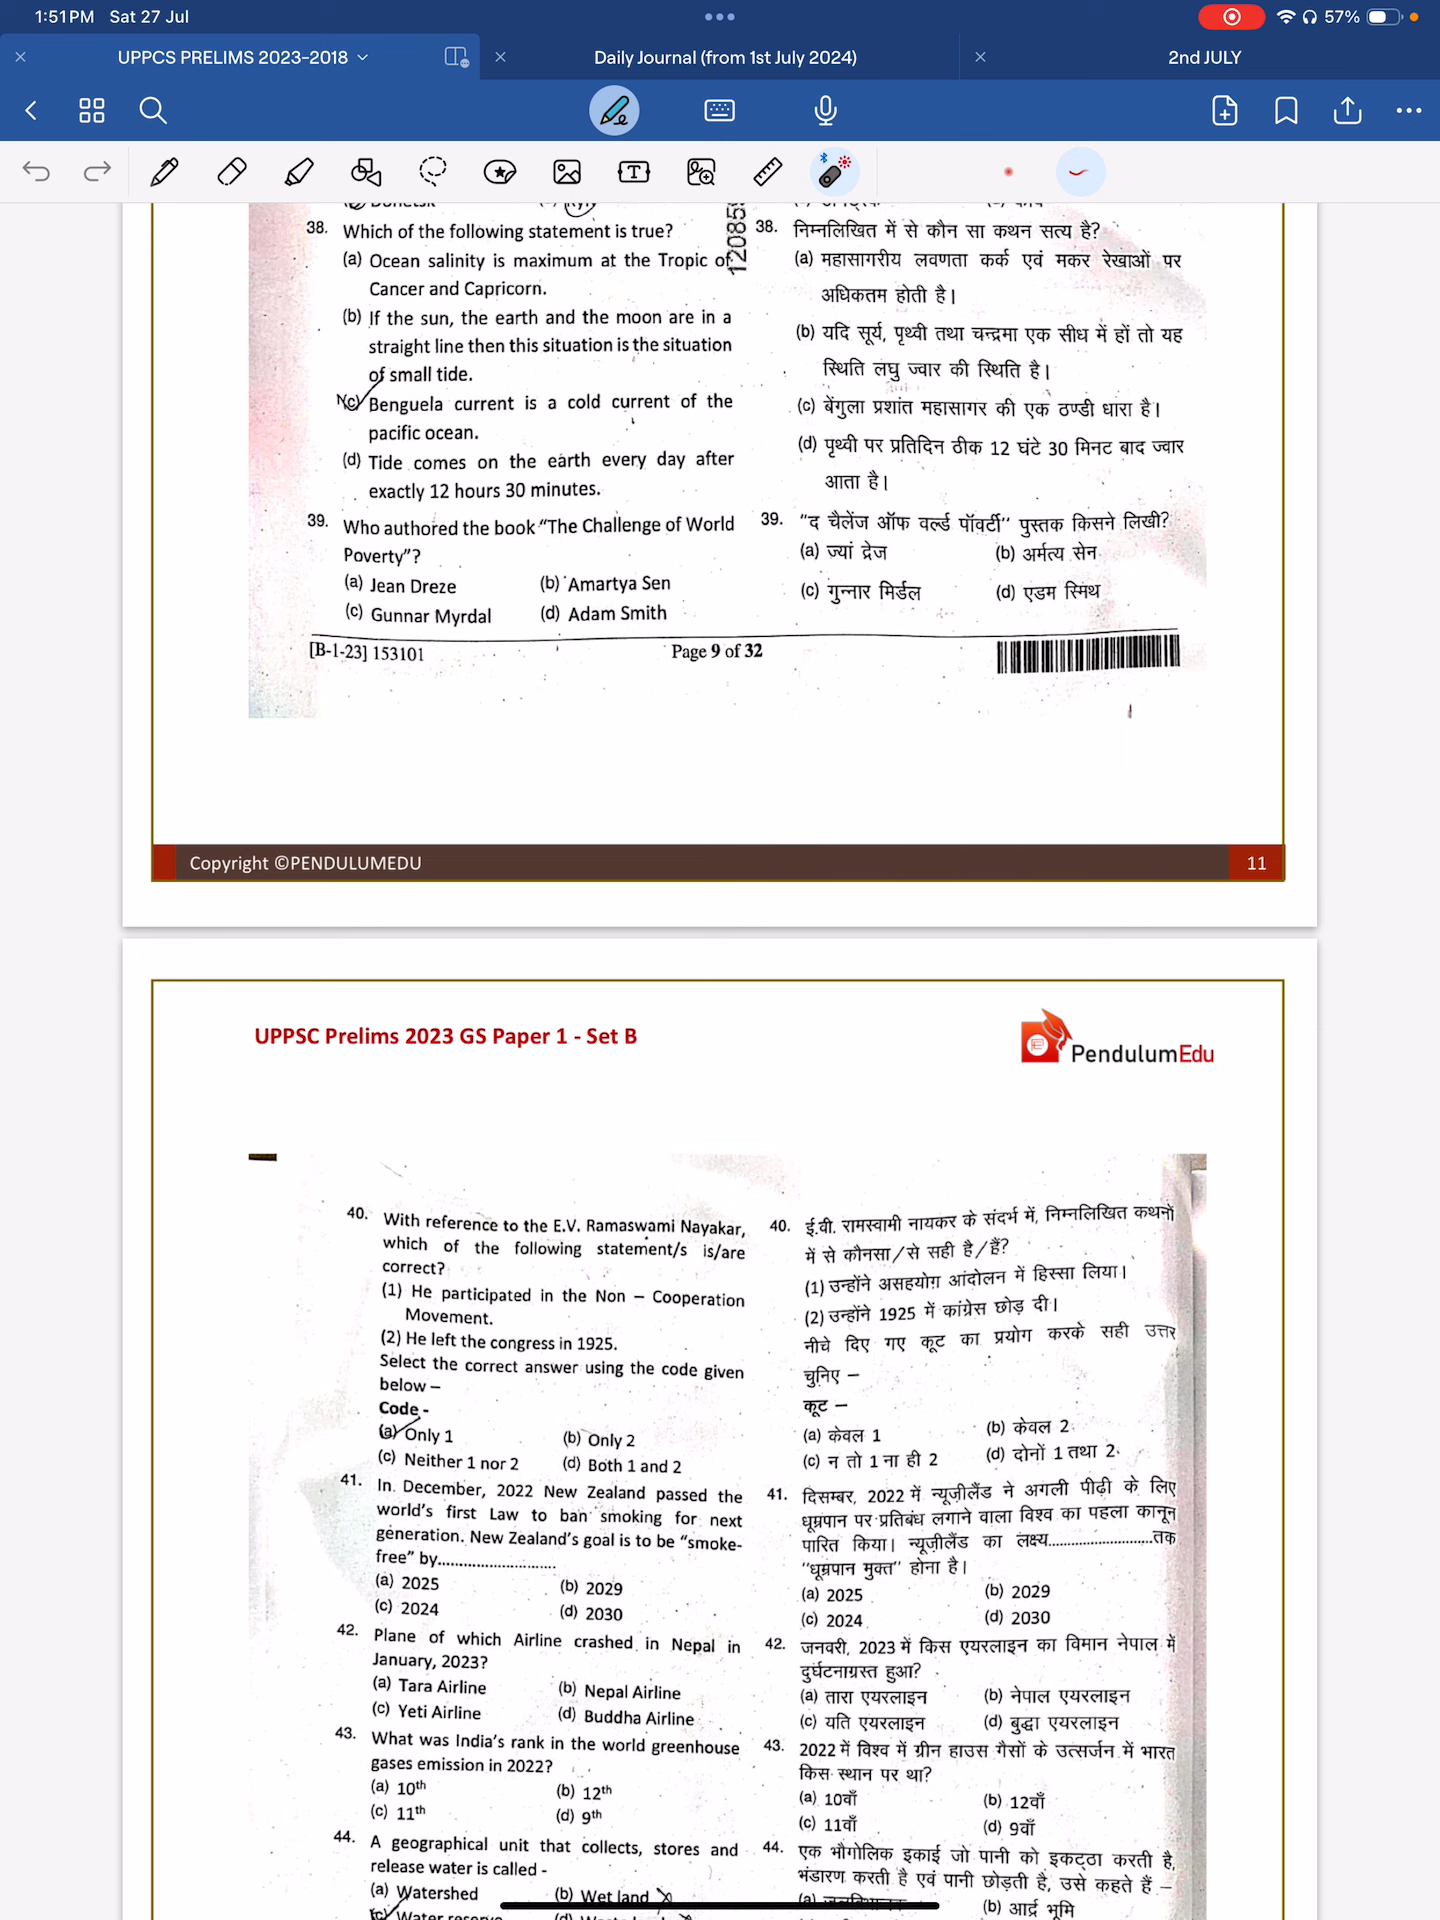 1:51PM Sat 27 Jul
57%
UPPCS PRELIMS 2023-2018
Daily Journal (from 1st July 2024)
2nd JULY
38. Which of the following statement is true?
(a) Ocean salinity is maximum at the Tropic of
Cancer and Capricorn.
(b) If the sun, the earth and the moon are in a
straight line then this situation is the situation
of small tide.
(c) Benguela current is a cold current of the
pacific ocean.
(d) Tide comes on the earth every day after
exactly 12 hours 30 minutes.
39. Who authored the book "The Challenge of World
Poverty"?
(a) Jean Dreze (b) Amartya Sen
(c) Gunnar Myrdal (d) Adam Smith
38. निम्नलिखित में से कौन सा कथन सत्य है?
(a) महासागरीय लवणता कर्क एवं मकर रेखाओं पर
अधिकतम होती है।
(b) यदि सूर्य, पृथ्वी तथा चन्द्रमा एक सीध में हों तो यह
स्थिति लघु ज्वार की स्थिति है।
(c) बेंगुला प्रशांत महासागर की एक ठण्डी धारा है।
(d) पृथ्वी पर प्रतिदिन ठीक 12 घंटे 30 मिनट बाद ज्वार
आता है।
39. "द चैलेंज ऑफ वर्ल्ड पॉवर्टी" पुस्तक किसने लिखी?
(a) ज्यां द्रेज (b) अर्मत्य सेन
(c) गुन्नार मिर्डल (d) एडम स्मिथ
[B-1-23] 153101 Page 9 of 32
Copyright ©PENDULUMEDU 11
UPPSC Prelims 2023 GS Paper 1 - Set B
PendulumEdu
40. With reference to the E.V. Ramaswami Nayakar,
which of the following statement/s is/are
correct?
(1) He participated in the Non – Cooperation
Movement.
(2) He left the congress in 1925.
Select the correct answer using the code given
below –
Code -
(a) Only 1 (b) Only 2
(c) Neither 1 nor 2 (d) Both 1 and 2
41. In December, 2022 New Zealand passed the
world's first Law to ban smoking for next
generation. New Zealand's goal is to be "smoke-
free" by...........................
(a) 2025 (b) 2029
(c) 2024 (d) 2030
42. Plane of which Airline crashed in Nepal in
January, 2023?
(a) Tara Airline (b) Nepal Airline
(c) Yeti Airline (d) Buddha Airline
43. What was India's rank in the world greenhouse
gases emission in 2022?
(a) 10th (b) 12th
(c) 11th (d) 9th
44. A geographical unit that collects, stores and
release water is called -
(a) Watershed (b) Wet land
40. ई.वी. रामस्वामी नायकर के संदर्भ में, निम्नलिखित कथनों
में से कौनसा/से सही है/हैं?
(1) उन्होंने असहयोग आंदोलन में हिस्सा लिया।
(2) उन्होंने 1925 में कांग्रेस छोड़ दी।
नीचे दिए गए कूट का प्रयोग करके सही उत्तर
चुनिए –
कूट –
(a) केवल 1 (b) केवल 2
(c) न तो 1 ना ही 2 (d) दोनों 1 तथा 2
41. दिसम्बर, 2022 में न्यूज़ीलैंड ने अगली पीढ़ी के लिए
धूम्रपान पर प्रतिबंध लगाने वाला विश्व का पहला कानून
पारित किया। न्यूज़ीलैंड का लक्ष्य.........................तक
"धूम्रपान मुक्त" होना है।
(a) 2025 (b) 2029
(c) 2024 (d) 2030
42. जनवरी, 2023 में किस एयरलाइन का विमान नेपाल में
दुर्घटनाग्रस्त हुआ?
(a) तारा एयरलाइन (b) नेपाल एयरलाइन
(c) यति एयरलाइन (d) बुद्धा एयरलाइन
43. 2022 में विश्व में ग्रीन हाउस गैसों के उत्सर्जन में भारत
किस स्थान पर था?
(a) 10वाँ (b) 12वाँ
(c) 11वाँ (d) 9वाँ
44. एक भौगोलिक इकाई जो पानी को इकट्ठा करती है,
भंडारण करती है एवं पानी छोड़ती है, उसे कहते हैं –
(b) आर्द्र भूमि